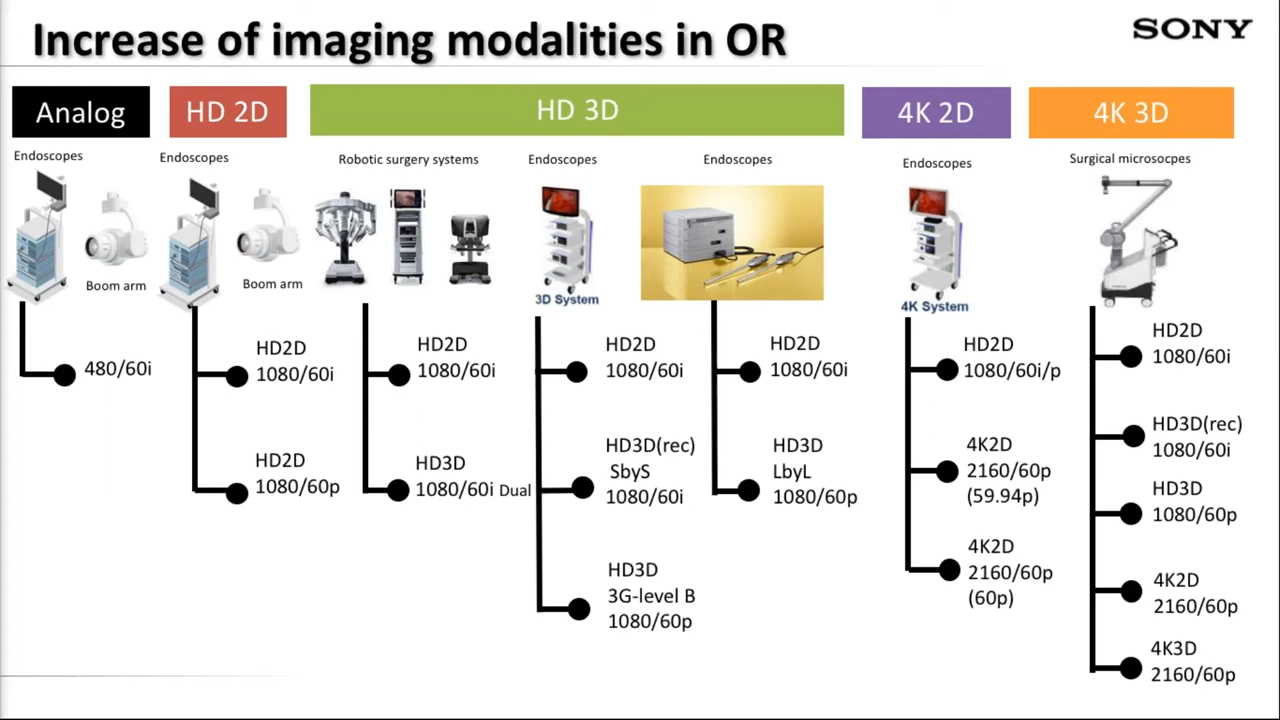 Increase of imaging modalities in OR
SONY
Analog
HD 2D
HD 3D
4K 2D
4K 3D
Endoscopes
Endoscopes
Robotic surgery systems
Endoscopes
Endoscopes
Endoscopes
Surgical microsocpes
Boom arm
Boom arm
3D System
4K System
480/60i
HD2D
1080/60i
HD2D
1080/60p
HD2D
1080/60i
HD3D
1080/60i Dual
HD2D
1080/60i
HD3D(rec)
SbyS
1080/60i
HD3D
3G-level B
1080/60p
HD2D
1080/60i
HD3D
LbyL
1080/60p
HD2D
1080/60i/p
4K2D
2160/60p
(59.94p)
4K2D
2160/60p
(60p)
HD2D
1080/60i
HD3D(rec)
1080/60i
HD3D
1080/60p
4K2D
2160/60p
4K3D
2160/60p